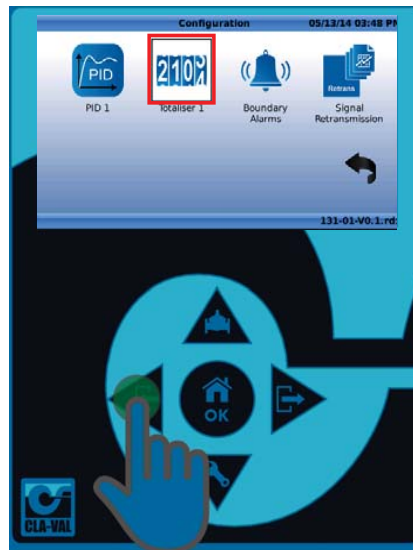 Configuration 05/13/14 03:48 PM
PID
210
Retrans
PID 1 Totaliser 1 Boundary Alarms Signal Retransmission
131-01-V0.1.rd
OK
CLA-VAL